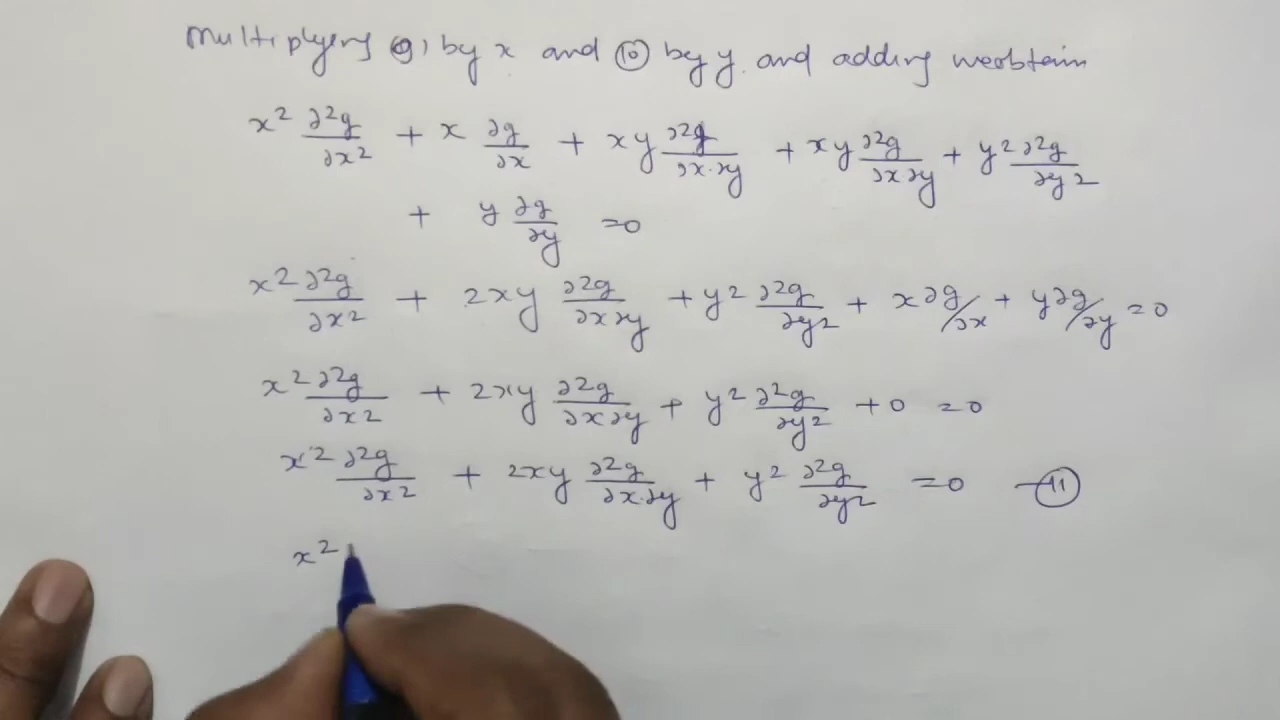 multiplying (9) by x and (10) by y and adding we obtain
x² ∂²g/∂x² + x ∂g/∂x + xy ∂²g/∂x·∂y + xy ∂²g/∂x∂y + y² ∂²g/∂y²
+ y ∂g/∂y = 0
x² ∂²g/∂x² + 2xy ∂²g/∂x∂y + y² ∂²g/∂y² + x ∂g/∂x + y ∂g/∂y = 0
x² ∂²g/∂x² + 2xy ∂²g/∂x∂y + y² ∂²g/∂y² + 0 = 0
x² ∂²g/∂x² + 2xy ∂²g/∂x·∂y + y² ∂²g/∂y² = 0 — (11)
x²